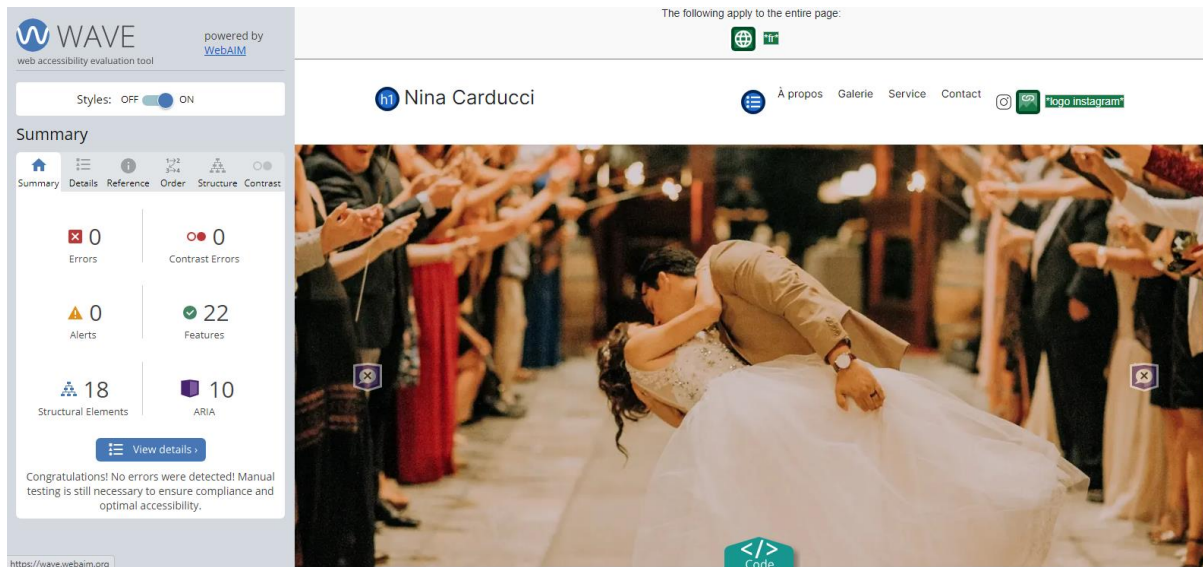 WAVE
web accessibility evaluation tool
powered by
WebAIM
Styles: OFF ON
Summary
Summary Details Reference Order Structure Contrast
0 Errors
0 Contrast Errors
0 Alerts
22 Features
18 Structural Elements
10 ARIA
View details ›
Congratulations! No errors were detected! Manual
testing is still necessary to ensure compliance and
optimal accessibility.
https://wave.webaim.org
The following apply to the entire page:
*fr*
h1 Nina Carducci
À propos Galerie Service Contact *logo instagram*
</>
Code